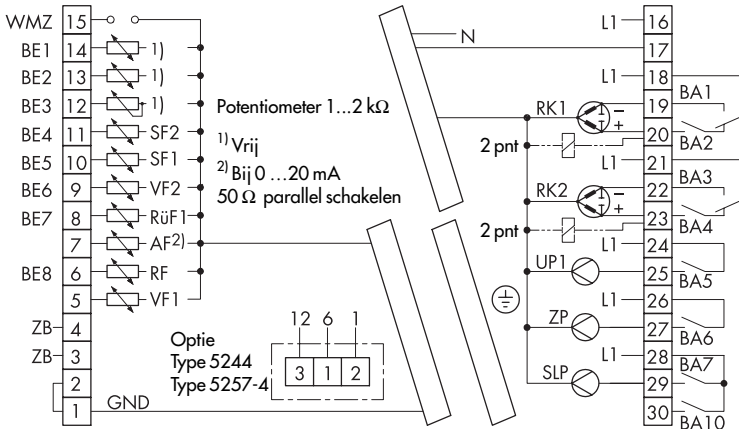 WMZ 15
BE1 14 1)
BE2 13 1)
BE3 12 1)
BE4 11 SF2
BE5 10 SF1
BE6 9 VF2
BE7 8 RüF1
7 AF2)
BE8 6 RF
5 VF1
ZB 4
ZB 3
2
1 GND
Potentiometer 1...2 kΩ
1) Vrij
2) Bij 0 ...20 mA
50 Ω parallel schakelen
Optie
Type 5244
Type 5257-4
12 6 1
3 1 2
L1 16
N 17
L1 18
BA1
RK1 – 19
+ 20
2 pnt BA2
L1 21
BA3
RK2 – 22
+ 23
2 pnt BA4
L1 24
UP1 25
BA5
L1 26
ZP 27
BA6
L1 28
BA7
SLP 29
30
BA10